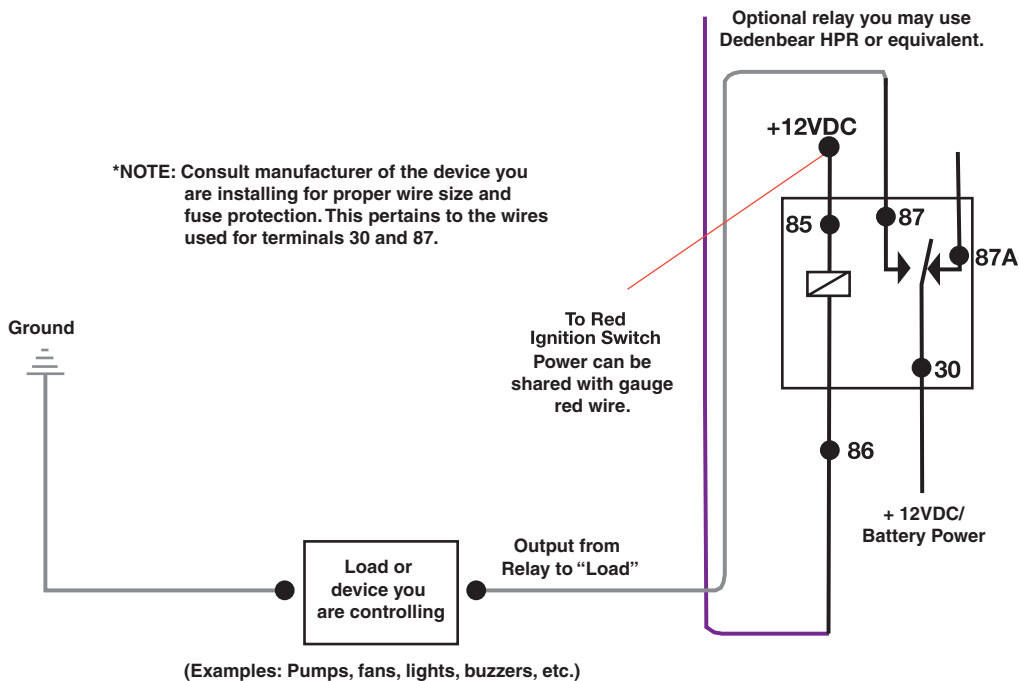 Optional relay you may use
Dedenbear HPR or equivalent.
+12VDC
*NOTE: Consult manufacturer of the device you
are installing for proper wire size and
fuse protection. This pertains to the wires
used for terminals 30 and 87.
85
87
87A
Ground
To Red
Ignition Switch
Power can be
shared with gauge
red wire.
30
86
+ 12VDC/
Battery Power
Output from
Relay to “Load”
Load or
device you
are controlling
(Examples: Pumps, fans, lights, buzzers, etc.)